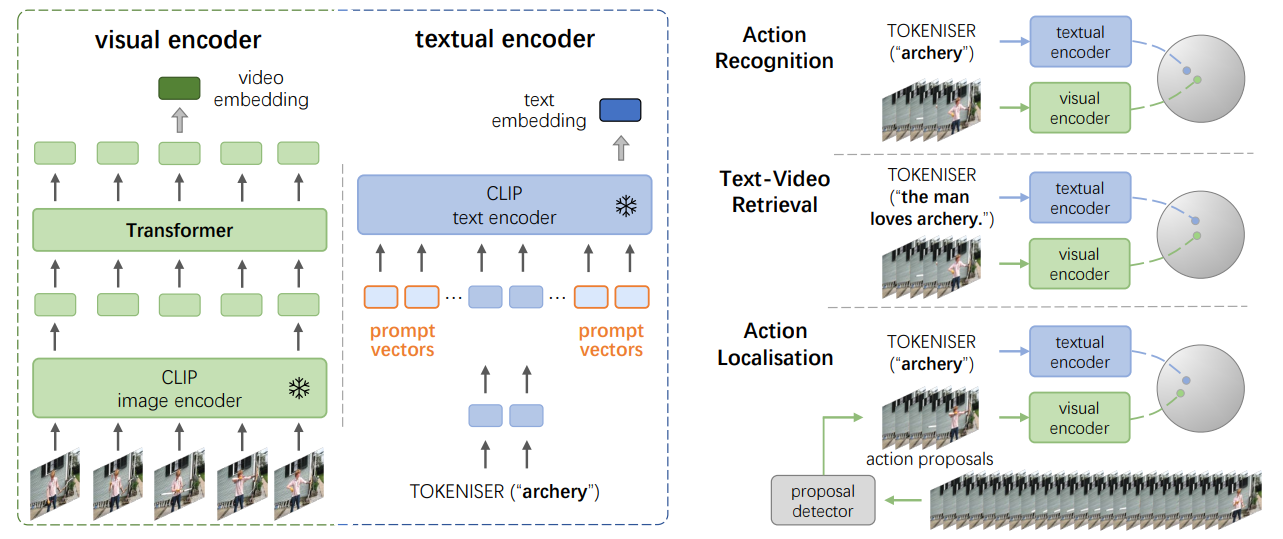 visual encoder
video
embedding
Transformer
CLIP
image encoder
textual encoder
text
embedding
CLIP
text encoder
...
...
prompt
vectors
prompt
vectors
TOKENISER (“archery”)
Action
Recognition
TOKENISER
(“archery”)
textual
encoder
visual
encoder
Text-Video
Retrieval
TOKENISER
(“the man
loves archery.”)
textual
encoder
visual
encoder
Action
Localisation
TOKENISER
(“archery”)
textual
encoder
visual
encoder
action proposals
proposal
detector